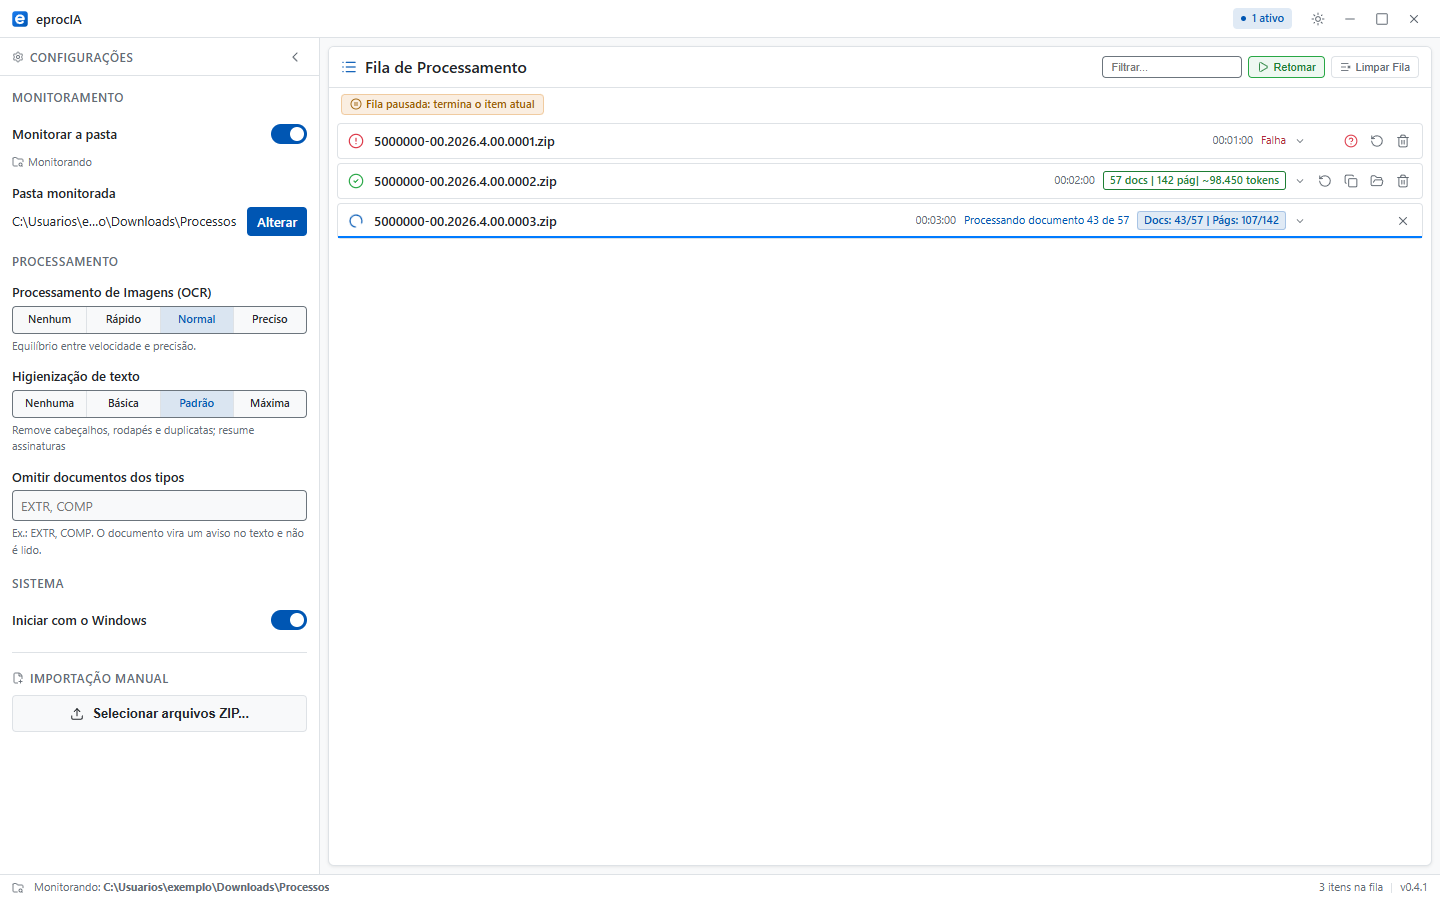 eprocIA
1 ativo
CONFIGURAÇÕES
MONITORAMENTO
Monitorar a pasta
Monitorando
Pasta monitorada
C:\Usuarios\e...o\Downloads\Processos
Alterar
PROCESSAMENTO
Processamento de Imagens (OCR)
Nenhum Rápido Normal Preciso
Equilíbrio entre velocidade e precisão.
Higienização de texto
Nenhuma Básica Padrão Máxima
Remove cabeçalhos, rodapés e duplicatas; resume
assinaturas
Omitir documentos dos tipos
EXTR, COMP
Ex.: EXTR, COMP. O documento vira um aviso no texto e não
é lido.
SISTEMA
Iniciar com o Windows
IMPORTAÇÃO MANUAL
Selecionar arquivos ZIP...
Fila de Processamento
Filtrar...
Retomar
Limpar Fila
Fila pausada: termina o item atual
5000000-00.2026.4.00.0001.zip 00:01:00 Falha
5000000-00.2026.4.00.0002.zip 00:02:00 57 docs | 142 pág| ~98.450 tokens
5000000-00.2026.4.00.0003.zip 00:03:00 Processando documento 43 de 57 Docs: 43/57 | Págs: 107/142
Monitorando: C:\Usuarios\exemplo\Downloads\Processos
3 itens na fila v0.4.1